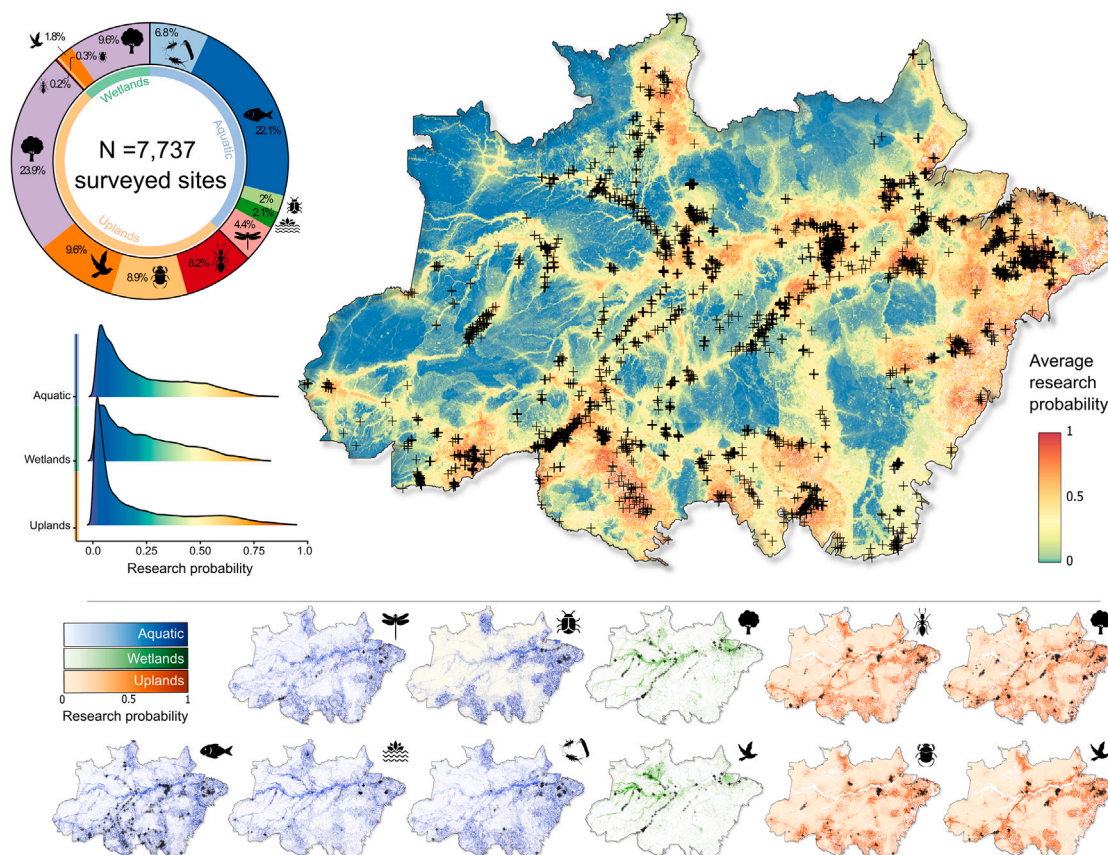 1.8%
9.6%
6.8%
0.3%
0.2%
Wetlands
22.1%
Aquatic
N =7,737
surveyed sites
23.9%
2%
2.1%
4.4%
Uplands
9.6%
8.9%
8.2%
Aquatic
Wetlands
Uplands
0.0 0.25 0.50 0.75 1.0
Research probability
Average
research
probability
1
0.5
0
Aquatic
Wetlands
Uplands
0 0.5 1
Research probability